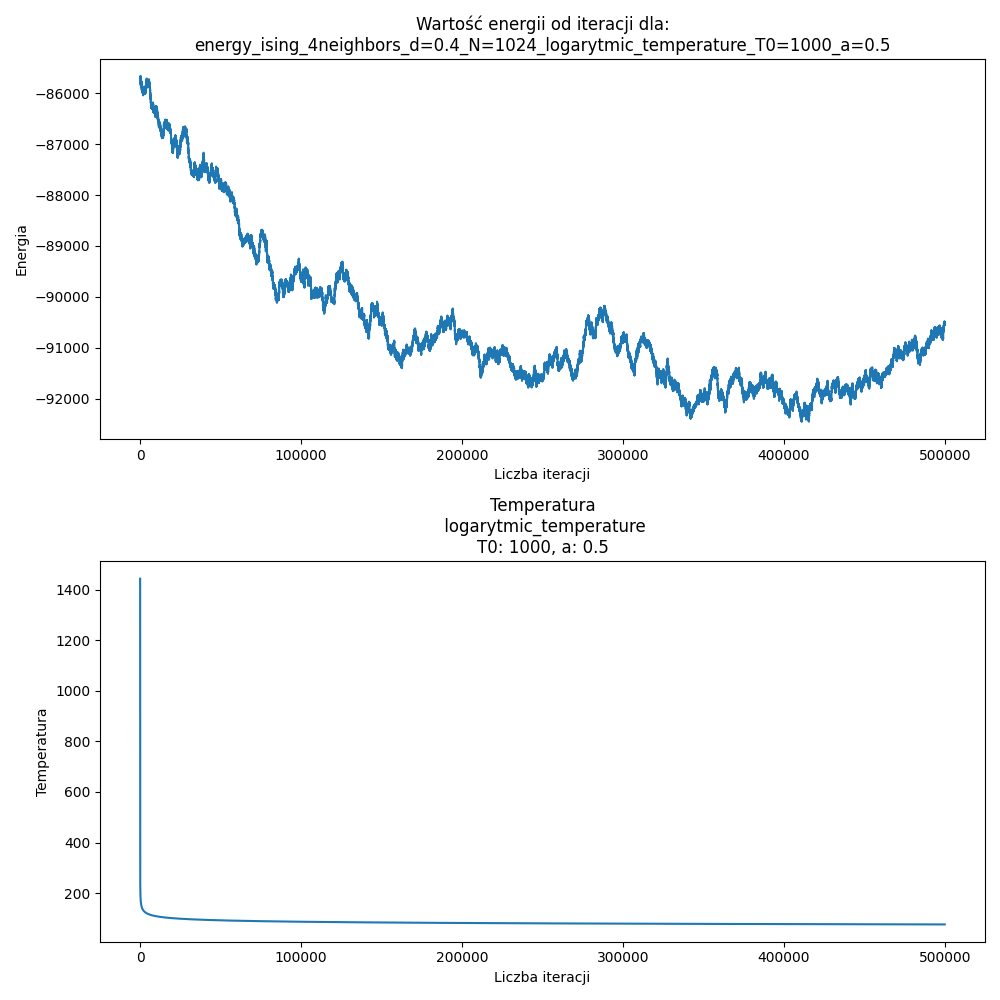 Wartość energii od iteracji dla:
energy_ising_4neighbors_d=0.4_N=1024_logarytmic_temperature_T0=1000_a=0.5
−86000
−87000
−88000
−89000
−90000
−91000
−92000
Energia
0 100000 200000 300000 400000 500000
Liczba iteracji
Temperatura
logarytmic_temperature
T0: 1000, a: 0.5
1400
1200
1000
800
600
400
200
Temperatura
0 100000 200000 300000 400000 500000
Liczba iteracji